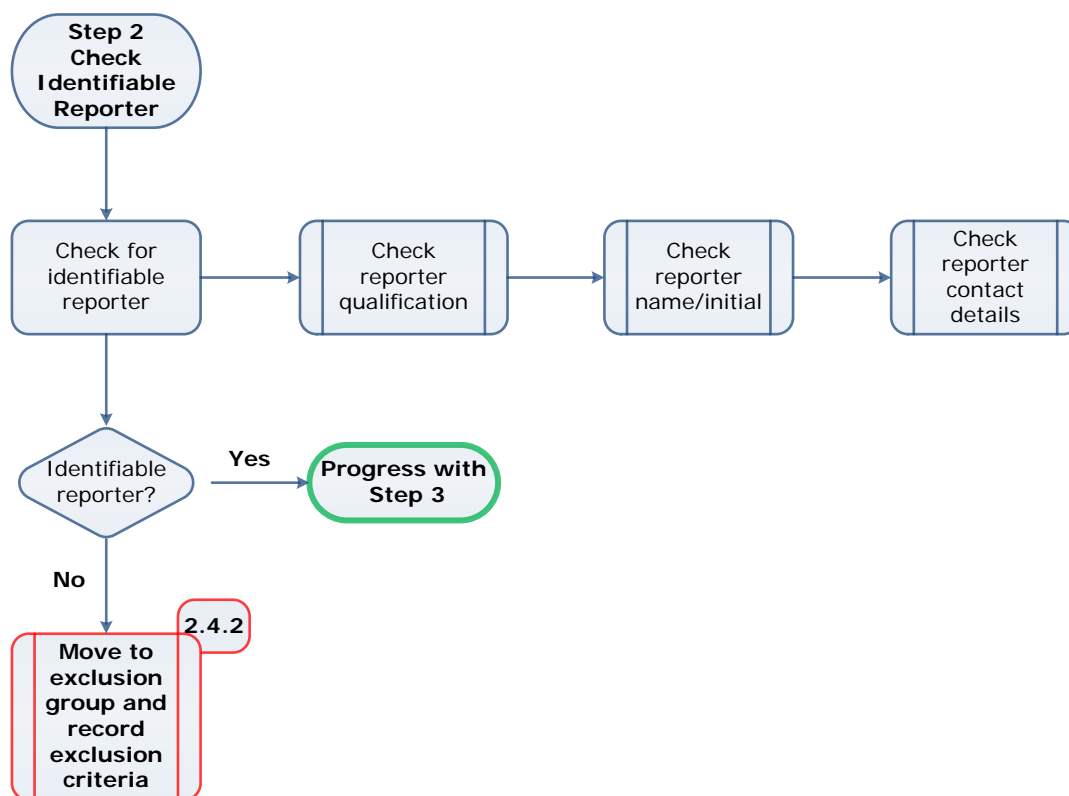 Step 2
Check
Identifiable
Reporter
Check for
identifiable
reporter
Check
reporter
qualification
Check
reporter
name/initial
Check
reporter
contact
details
Identifiable
reporter?
Yes
Progress with
Step 3
No
2.4.2
Move to
exclusion
group and
record
exclusion
criteria